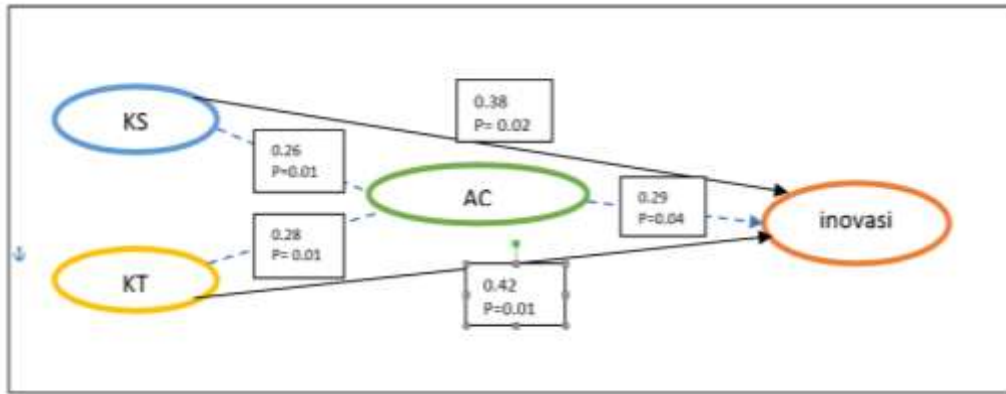 KS
0.38
P= 0.02
0.26
P=0.01
AC
0.29
P=0.04
inovasi
0.28
P= 0.01
KT
0.42
P=0.01